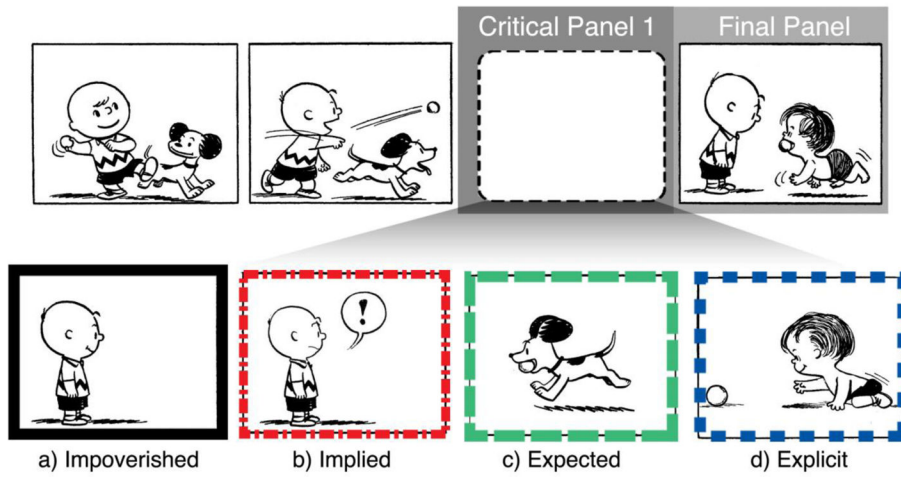 Critical Panel 1
Final Panel
!
a) Impoverished
b) Implied
c) Expected
d) Explicit